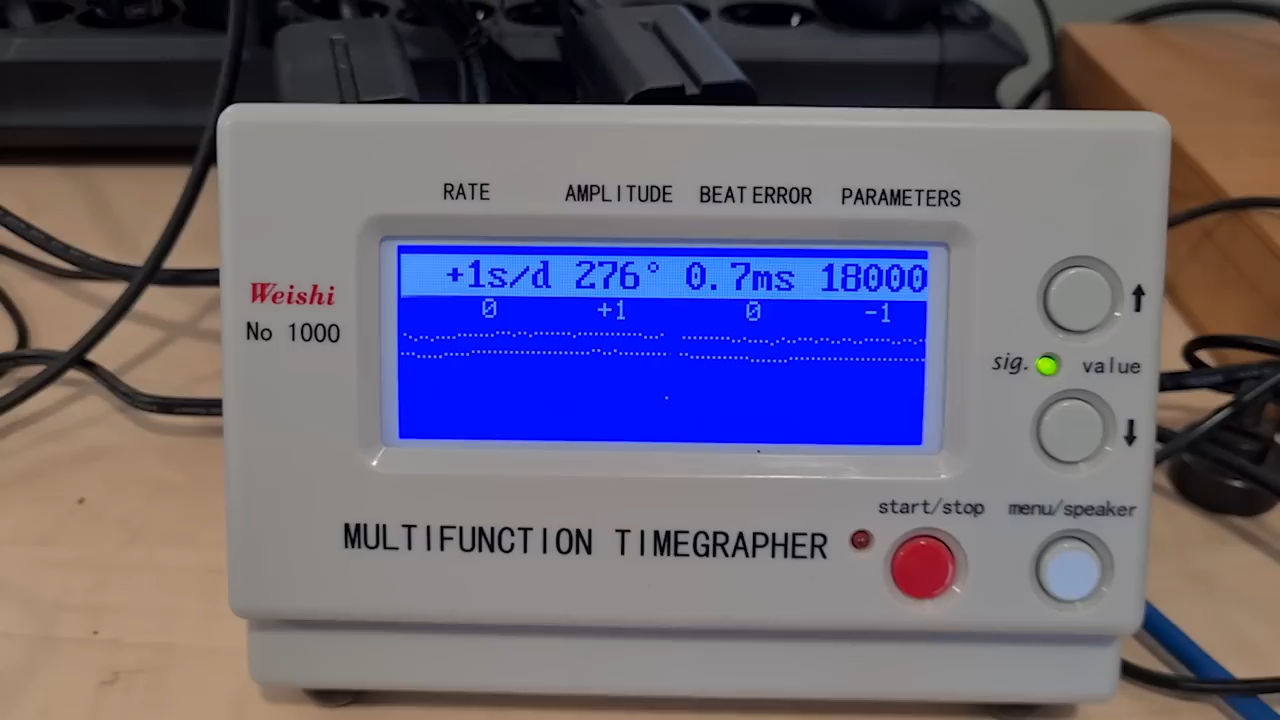 RATE AMPLITUDE BEAT ERROR PARAMETERS
+1s/d 276° 0.7ms 18000
0 +1 0 -1
Weishi
No 1000
sig. value
start/stop menu/speaker
MULTIFUNCTION TIMEGRAPHER